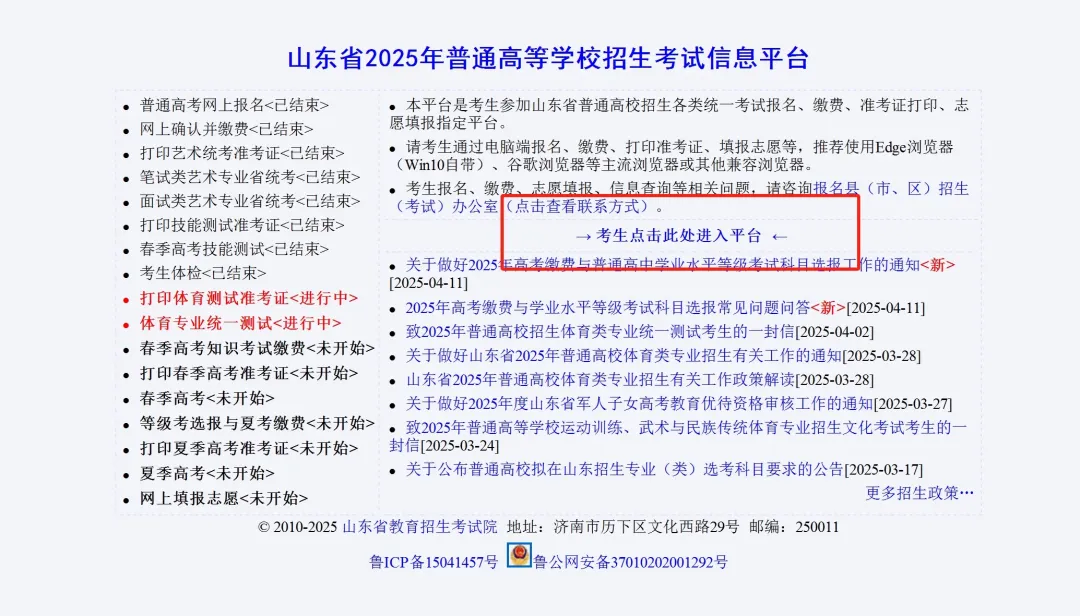 山东省2025年普通高等学校招生考试信息平台
● 普通高考网上报名<已结束>
● 网上确认并缴费<已结束>
● 打印艺术统考准考证<已结束>
● 笔试类艺术专业省统考<已结束>
● 面试类艺术专业省统考<已结束>
● 打印技能测试准考证<已结束>
● 春季高考技能测试<已结束>
● 考生体检<已结束>
● 打印体育测试准考证<进行中>
● 体育专业统一测试<进行中>
● 春季高考知识考试缴费<未开始>
● 打印春季高考准考证<未开始>
● 春季高考<未开始>
● 等级考选报与夏考缴费<未开始>
● 打印夏季高考准考证<未开始>
● 夏季高考<未开始>
● 网上填报志愿<未开始>
● 本平台是考生参加山东省普通高校招生各类统一考试报名、缴费、准考证打印、志
愿填报指定平台。
● 请考生通过电脑端报名、缴费、打印准考证、填报志愿等，推荐使用Edge浏览器
（Win10自带）、谷歌浏览器等主流浏览器或其他兼容浏览器。
● 考生报名、缴费、志愿填报、信息查询等相关问题，请咨询报名县（市、区）招生
（考试）办公室（点击查看联系方式）。
→ 考生点击此处进入平台 ←
● 关于做好2025年高考缴费与普通高中学业水平等级考试科目选报工作的通知<新>
[2025-04-11]
● 2025年高考缴费与学业水平等级考试科目选报常见问题问答<新>[2025-04-11]
● 致2025年普通高校招生体育类专业统一测试考生的一封信[2025-04-02]
● 关于做好山东省2025年普通高校体育类专业招生有关工作的通知[2025-03-28]
● 山东省2025年普通高校体育类专业招生有关工作政策解读[2025-03-28]
● 关于做好2025年度山东省军人子女高考教育优待资格审核工作的通知[2025-03-27]
● 致2025年普通高等学校运动训练、武术与民族传统体育专业招生文化考试考生的一
封信[2025-03-24]
● 关于公布普通高校拟在山东招生专业（类）选考科目要求的公告[2025-03-17]
更多招生政策…
© 2010-2025 山东省教育招生考试院 地址：济南市历下区文化西路29号 邮编：250011
鲁ICP备15041457号 鲁公网安备37010202001292号